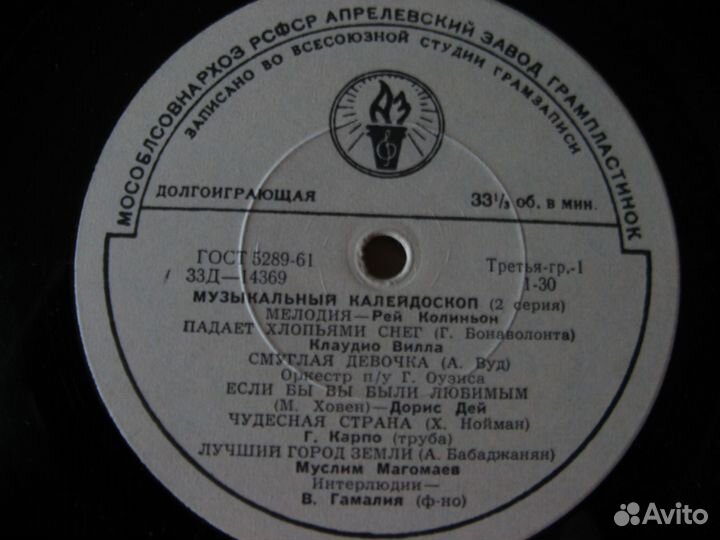 МОСОБЛСОВНАРХОЗ РСФСР АПРЕЛЕВСКИЙ ЗАВОД ГРАМПЛАСТИНОК
ЗАПИСАНО ВО ВСЕСОЮЗНОЙ СТУДИИ ГРАМЗАПИСИ
АЗ
ДОЛГОИГРАЮЩАЯ 33⅓ об. в мин.
ГОСТ 5289-61 Третья-гр.-1
33Д—14369 1-30
МУЗЫКАЛЬНЫЙ КАЛЕЙДОСКОП (2 серия)
МЕЛОДИЯ—Рей Колиньон
ПАДАЕТ ХЛОПЬЯМИ СНЕГ (Г. Бонаволонта)
Клаудио Вилла
СМУГЛАЯ ДЕВОЧКА (А. Вуд)
Оркестр п/у Г. Оузиса
ЕСЛИ БЫ ВЫ БЫЛИ ЛЮБИМЫМ
(М. Ховен)—Дорис Дей
ЧУДЕСНАЯ СТРАНА (Х. Нойман)
Г. Карпо (труба)
ЛУЧШИЙ ГОРОД ЗЕМЛИ (А. Бабаджанян)
Муслим Магомаев
Интерлюдии—
В. Гамалия (ф-но)
Avito